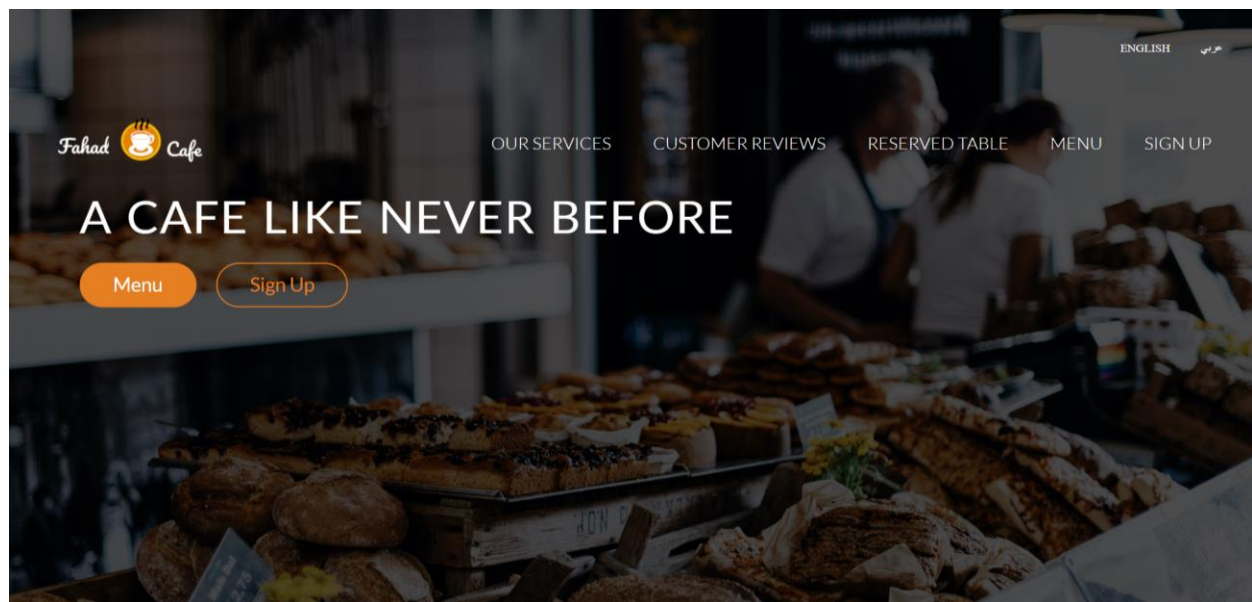 ENGLISH عربي
Fahad Cafe
OUR SERVICES CUSTOMER REVIEWS RESERVED TABLE MENU SIGN UP
A CAFE LIKE NEVER BEFORE
Menu Sign Up